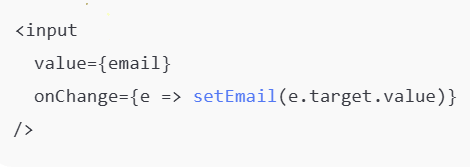 <input
  value={email}
  onChange={e => setEmail(e.target.value)}
/>